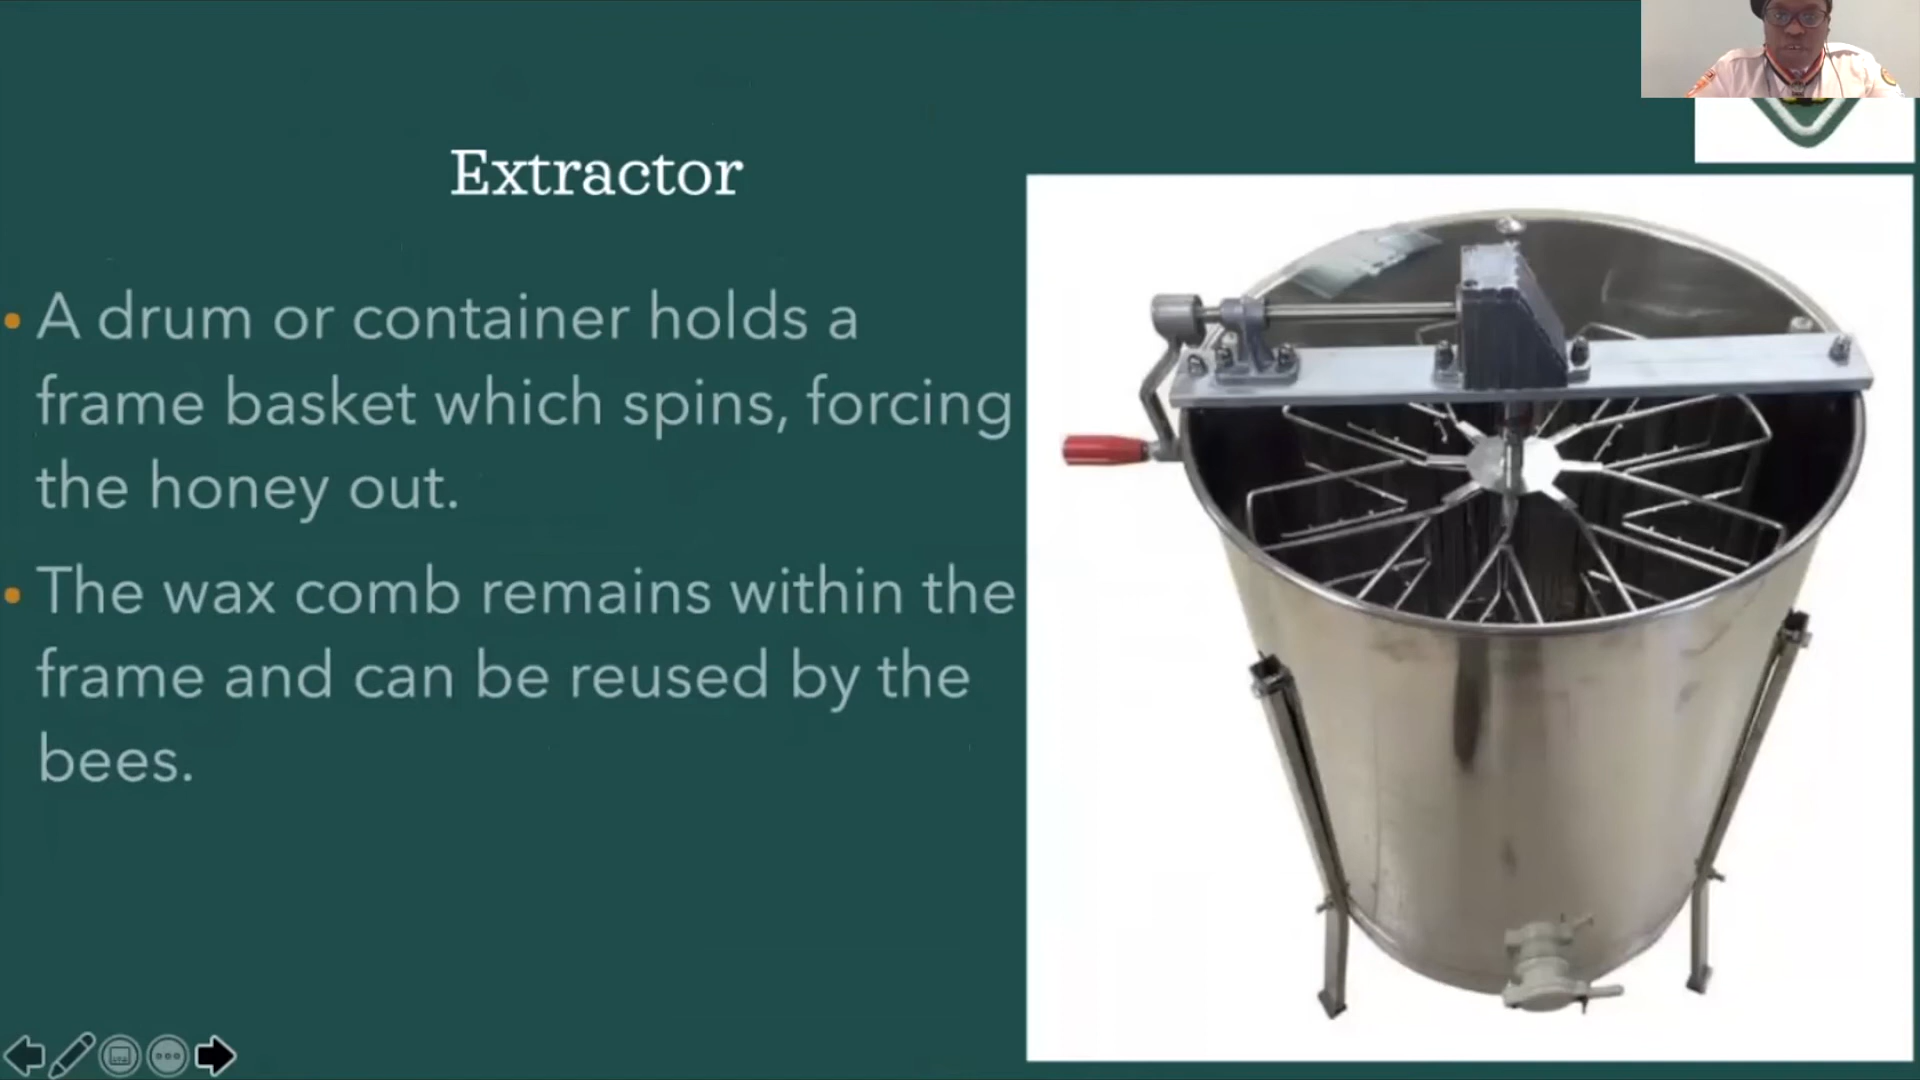 Extractor
• A drum or container holds a
frame basket which spins, forcing
the honey out.
• The wax comb remains within the
frame and can be reused by the
bees.